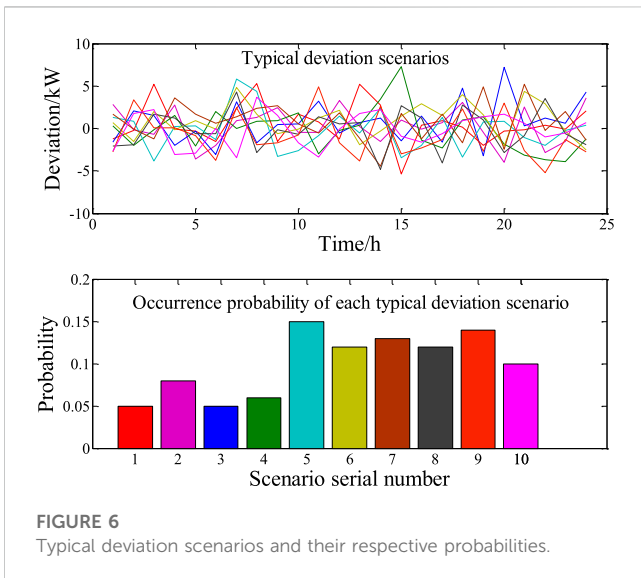 Typical deviation scenarios
Deviation/kW
10
5
0
-5
-10
0 5 10 15 20 25
Time/h
Occurrence probability of each typical deviation scenario
Probability
0.2
0.15
0.1
0.05
0
1 2 3 4 5 6 7 8 9 10
Scenario serial number
FIGURE 6
Typical deviation scenarios and their respective probabilities.